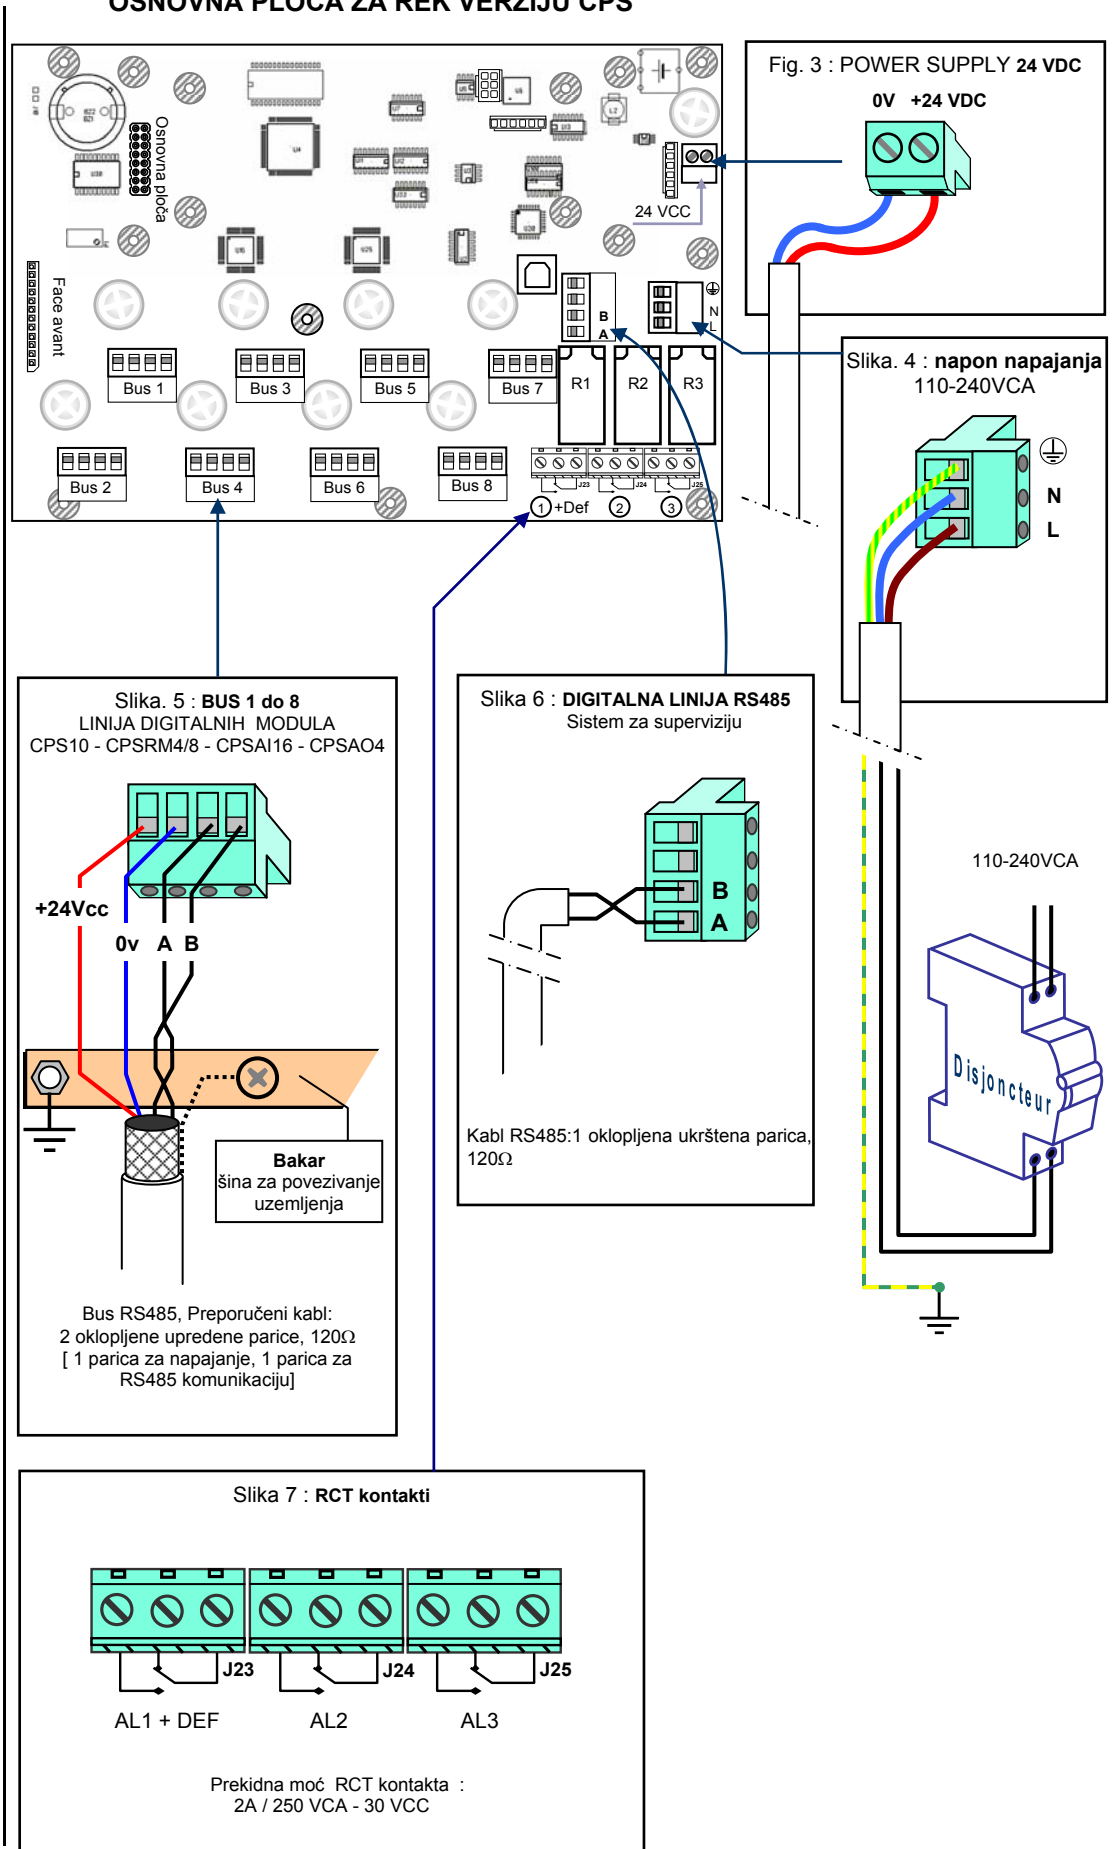 OSNOVNA PLOČA ZA REK VERZIJU CPS
Osnovna ploča
Face avant
24 VCC
Bus 1
Bus 3
Bus 5
Bus 7
Bus 2
Bus 4
Bus 6
Bus 8
B
A
N
L
R1
R2
R3
J23
J24
J25
1 +Def
2
3
Fig. 3 : POWER SUPPLY 24 VDC
0V +24 VDC
Slika. 4 : napon napajanja
110-240VCA
N
L
110-240VCA
Disjoncteur
Slika. 5 : BUS 1 do 8
LINIJA DIGITALNIH MODULA
CPS10 - CPSRM4/8 - CPSAI16 - CPSAO4
+24Vcc
0v A B
Bakar
šina za povezivanje
uzemljenja
Bus RS485, Preporučeni kabl:
2 oklopljene upredene parice, 120Ω
[ 1 parica za napajanje, 1 parica za
RS485 komunikaciju]
Slika 6 : DIGITALNA LINIJA RS485
Sistem za superviziju
B
A
Kabl RS485:1 oklopljena ukrštena parica,
120Ω
Slika 7 : RCT kontakti
J23
J24
J25
AL1 + DEF
AL2
AL3
Prekidna moć RCT kontakta :
2A / 250 VCA - 30 VCC